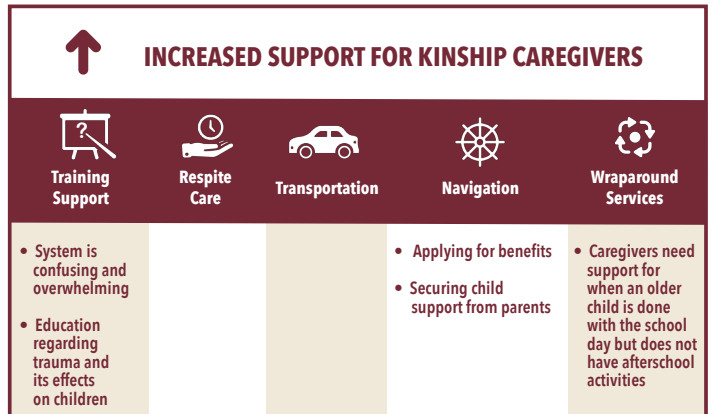 INCREASED SUPPORT FOR KINSHIP CAREGIVERS
?
Training
Support
Respite
Care
Transportation
Navigation
Wraparound
Services
• System is
confusing and
overwhelming
• Education
regarding
trauma and
its effects
on children
• Applying for benefits
• Securing child
support from parents
• Caregivers need
support for
when an older
child is done
with the school
day but does not
have afterschool
activities